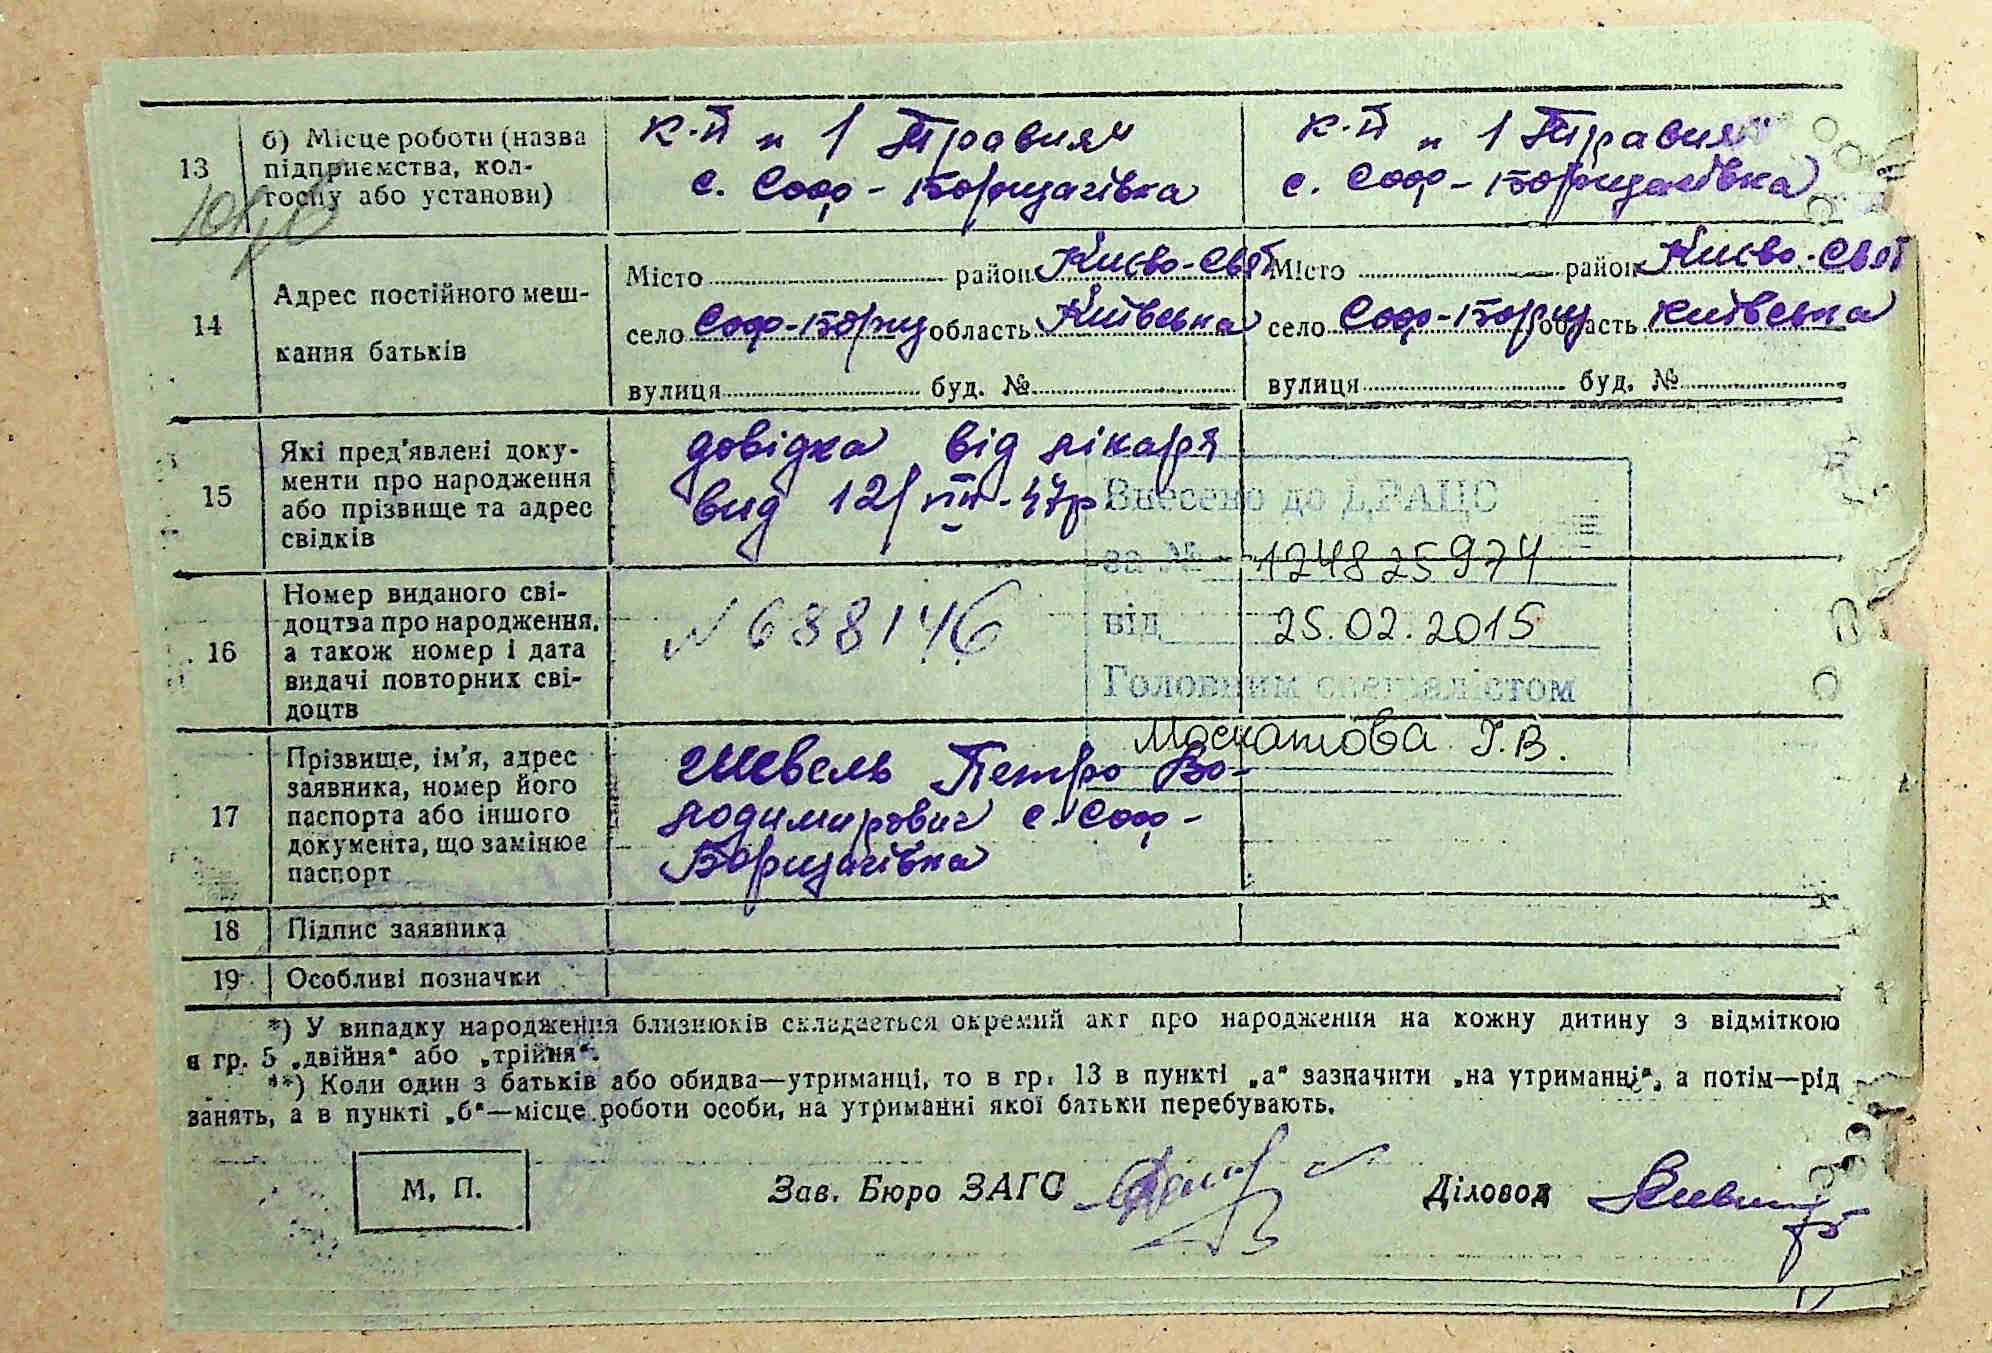 13
б) Місце роботи (назва
підприємства, кол-
госпу або установи)
к-п „1 Травня"
с. Соф-Борщагівка
к-п „1 Травня"
с. Соф-Борщагівка
14
Адрес постійного меш-
кання батьків
Місто район Києво-Свят
село Соф-Борщ область Київська
вулиця буд. №
Місто район Києво-Свят
село Соф-Борщ область Київська
вулиця буд. №
15
Які пред'явлені доку-
менти про народження
або прізвище та адрес
свідків
довідка від лікаря
вид 12/VIII-47р
Внесено до ДРАЦС
за № 124825974
від 25.02.2015
Головним спеціалістом
Москатова Г.В.
16
Номер виданого сві-
доцтва про народження,
а також номер і дата
видачі повторних сві-
доцтв
№ 688146
17
Прізвище, ім'я, адрес
заявника, номер його
паспорта або іншого
документа, що замінює
паспорт
Шевель Петро Во-
лодимирович с. Соф-
Борщагівка
18 Підпис заявника
19 Особливі позначки
*) У випадку народження близнюків складається окремий акт про народження на кожну дитину з відміткою
в гр. 5 „двійня" або „трійня".
**) Коли один з батьків або обидва—утриманці, то в гр. 13 в пункті „а" зазначити „на утриманні", а потім—рід
занять, а в пункті „б"—місце роботи особи, на утриманні якої батьки перебувають.
М. П.
Зав. Бюро ЗАГС
Діловод